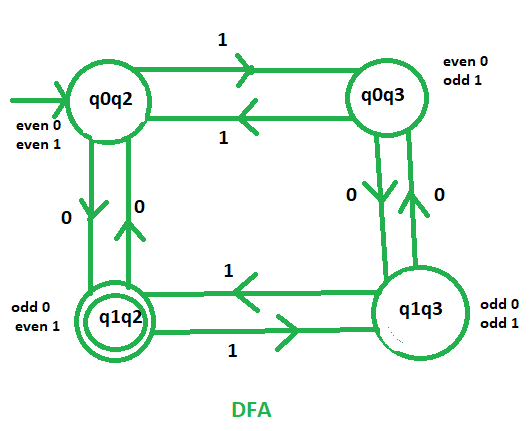 1
even 0
odd 1
q0q2
q0q3
even 0
even 1
1
0
0
0
0
1
odd 0
even 1
q1q2
q1q3
odd 0
odd 1
1
DFA